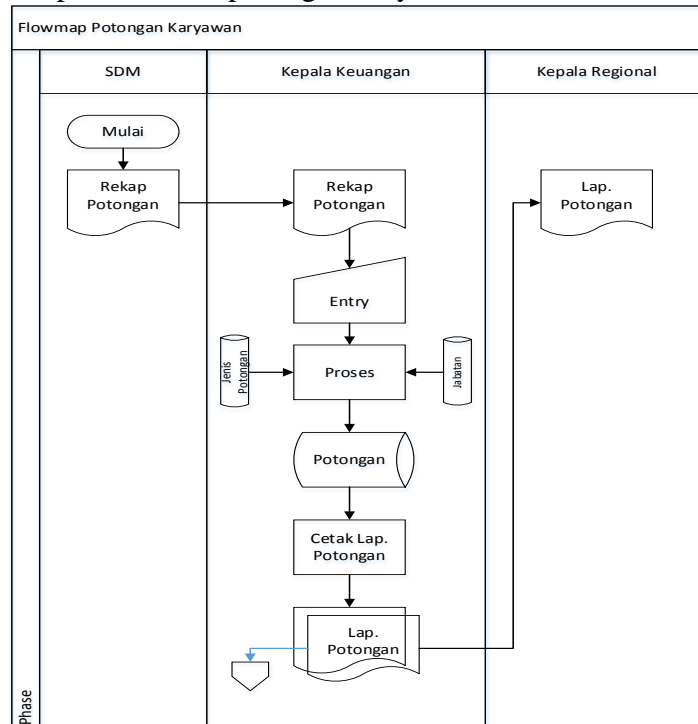 Flowmap Potongan Karyawan
SDM
Kepala Keuangan
Kepala Regional
Mulai
Rekap
Potongan
Rekap
Potongan
Lap.
Potongan
Entry
Jenis
Potongan
Proses
Jabatan
Potongan
Cetak Lap.
Potongan
Lap.
Potongan
Phase